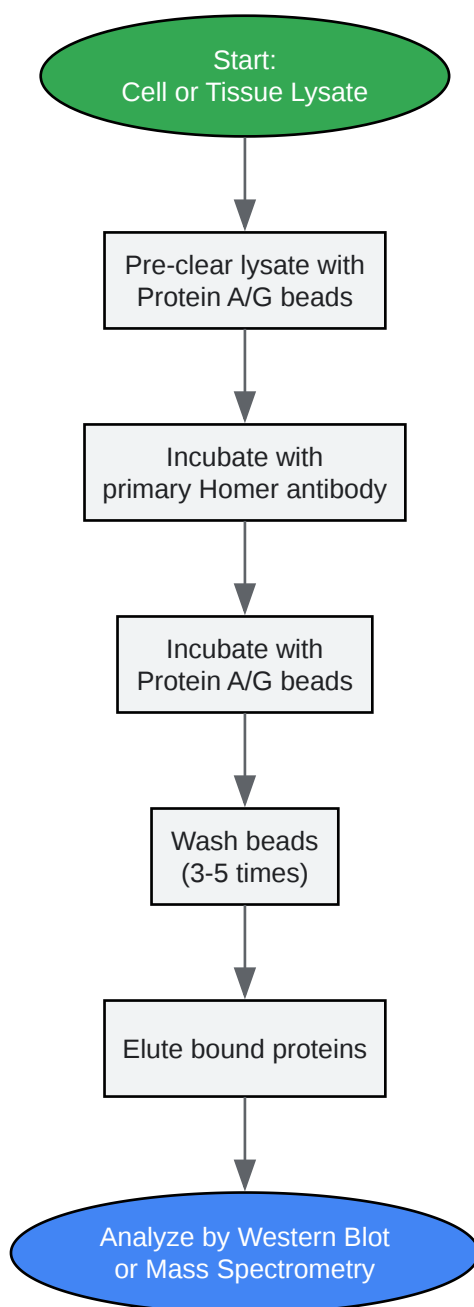 Start:
Cell or Tissue Lysate
Pre-clear lysate with
Protein A/G beads
Incubate with
primary Homer antibody
Incubate with
Protein A/G beads
Wash beads
(3-5 times)
Elute bound proteins
Analyze by Western Blot
or Mass Spectrometry